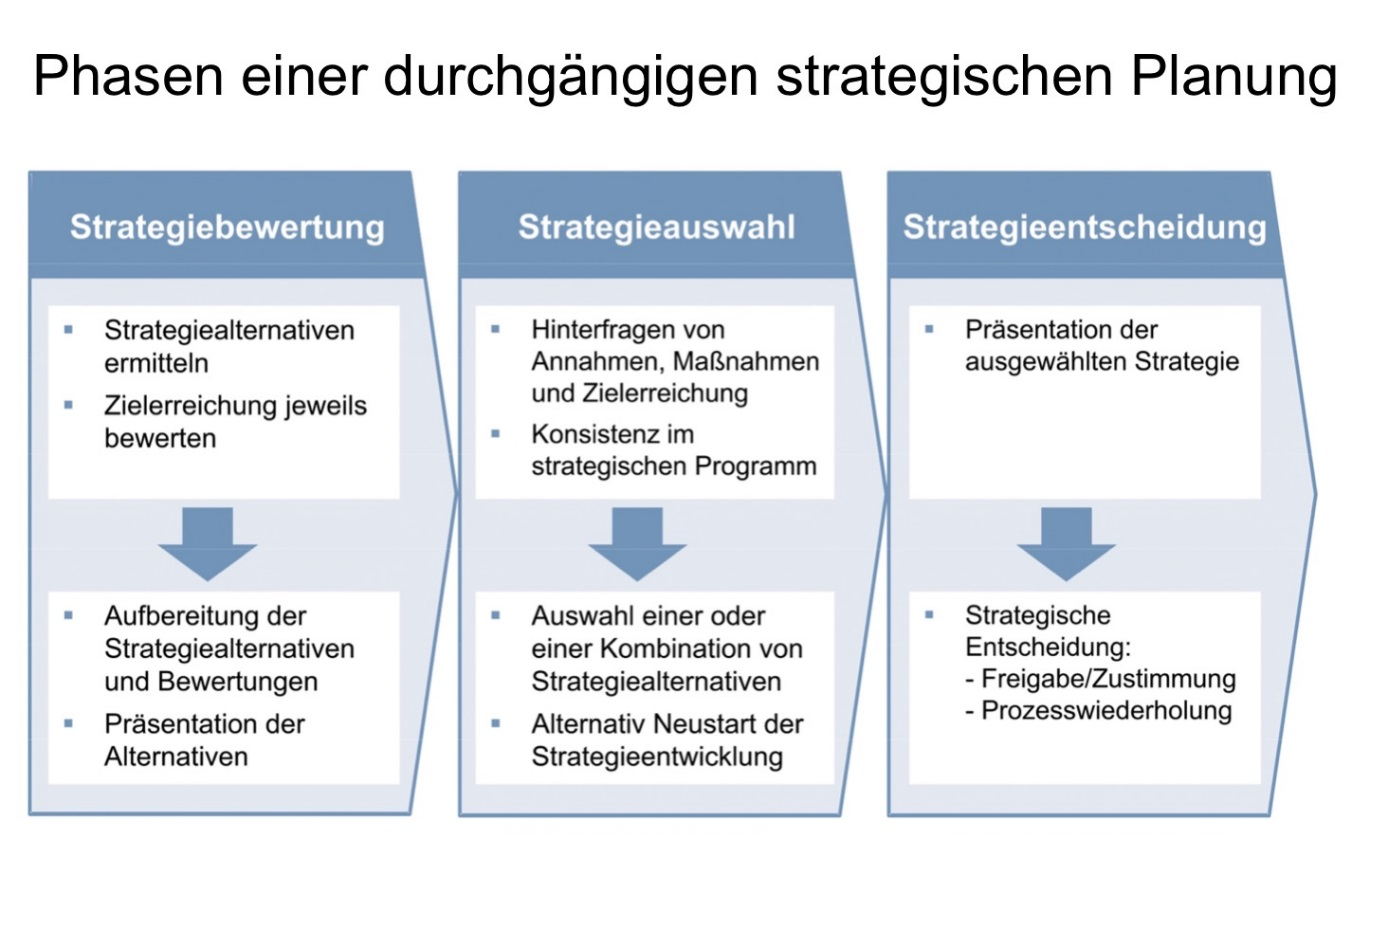 Phasen einer durchgängigen strategischen Planung
Strategiebewertung
▪ Strategiealternativen
ermitteln
▪ Zielerreichung jeweils
bewerten
▪ Aufbereitung der
Strategiealternativen
und Bewertungen
▪ Präsentation der
Alternativen
Strategieauswahl
▪ Hinterfragen von
Annahmen, Maßnahmen
und Zielerreichung
▪ Konsistenz im
strategischen Programm
▪ Auswahl einer oder
einer Kombination von
Strategiealternativen
▪ Alternativ Neustart der
Strategieentwicklung
Strategieentscheidung
▪ Präsentation der
ausgewählten Strategie
▪ Strategische
Entscheidung:
- Freigabe/Zustimmung
- Prozesswiederholung